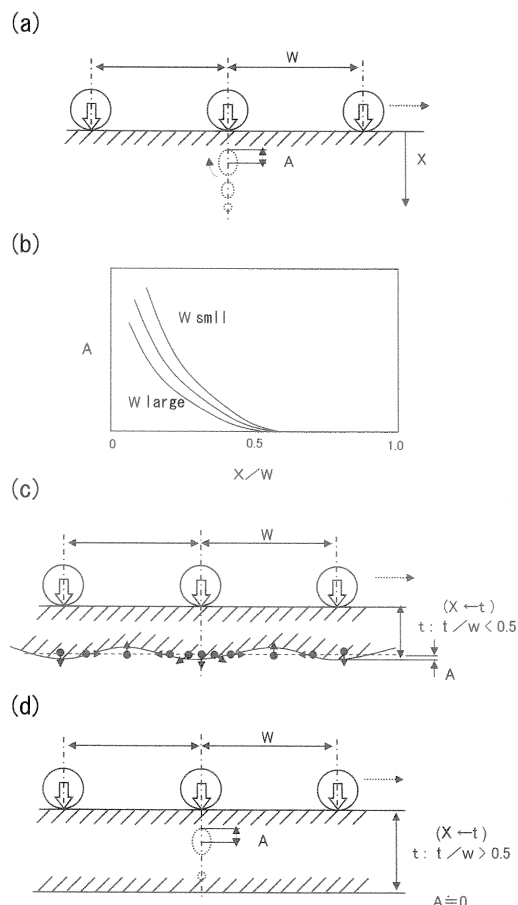 (a)
W
A
X
(b)
A
W smll
W large
0
0.5
1.0
X／W
(c)
W
(X ←t)
t : t／w＜0.5
A
(d)
W
A
(X ←t)
t : t／w＞0.5
A≒0